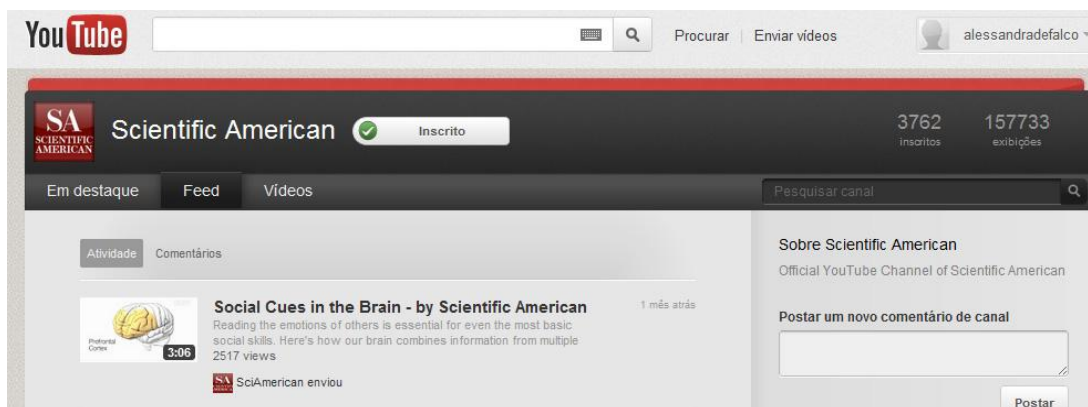 YouTube
Procurar | Enviar vídeos
alessandradefalco
SA
SCIENTIFIC
AMERICAN
Scientific American
Inscrito
3762
inscritos
157733
exibições
Em destaque
Feed
Vídeos
Pesquisar canal
Atividade
Comentários
Prefrontal
Cortex
3:06
Social Cues in the Brain - by Scientific American
1 mês atrás
Reading the emotions of others is essential for even the most basic
social skills. Here's how our brain combines information from multiple
2517 views
SciAmerican enviou
Sobre Scientific American
Official YouTube Channel of Scientific American
Postar um novo comentário de canal
Postar